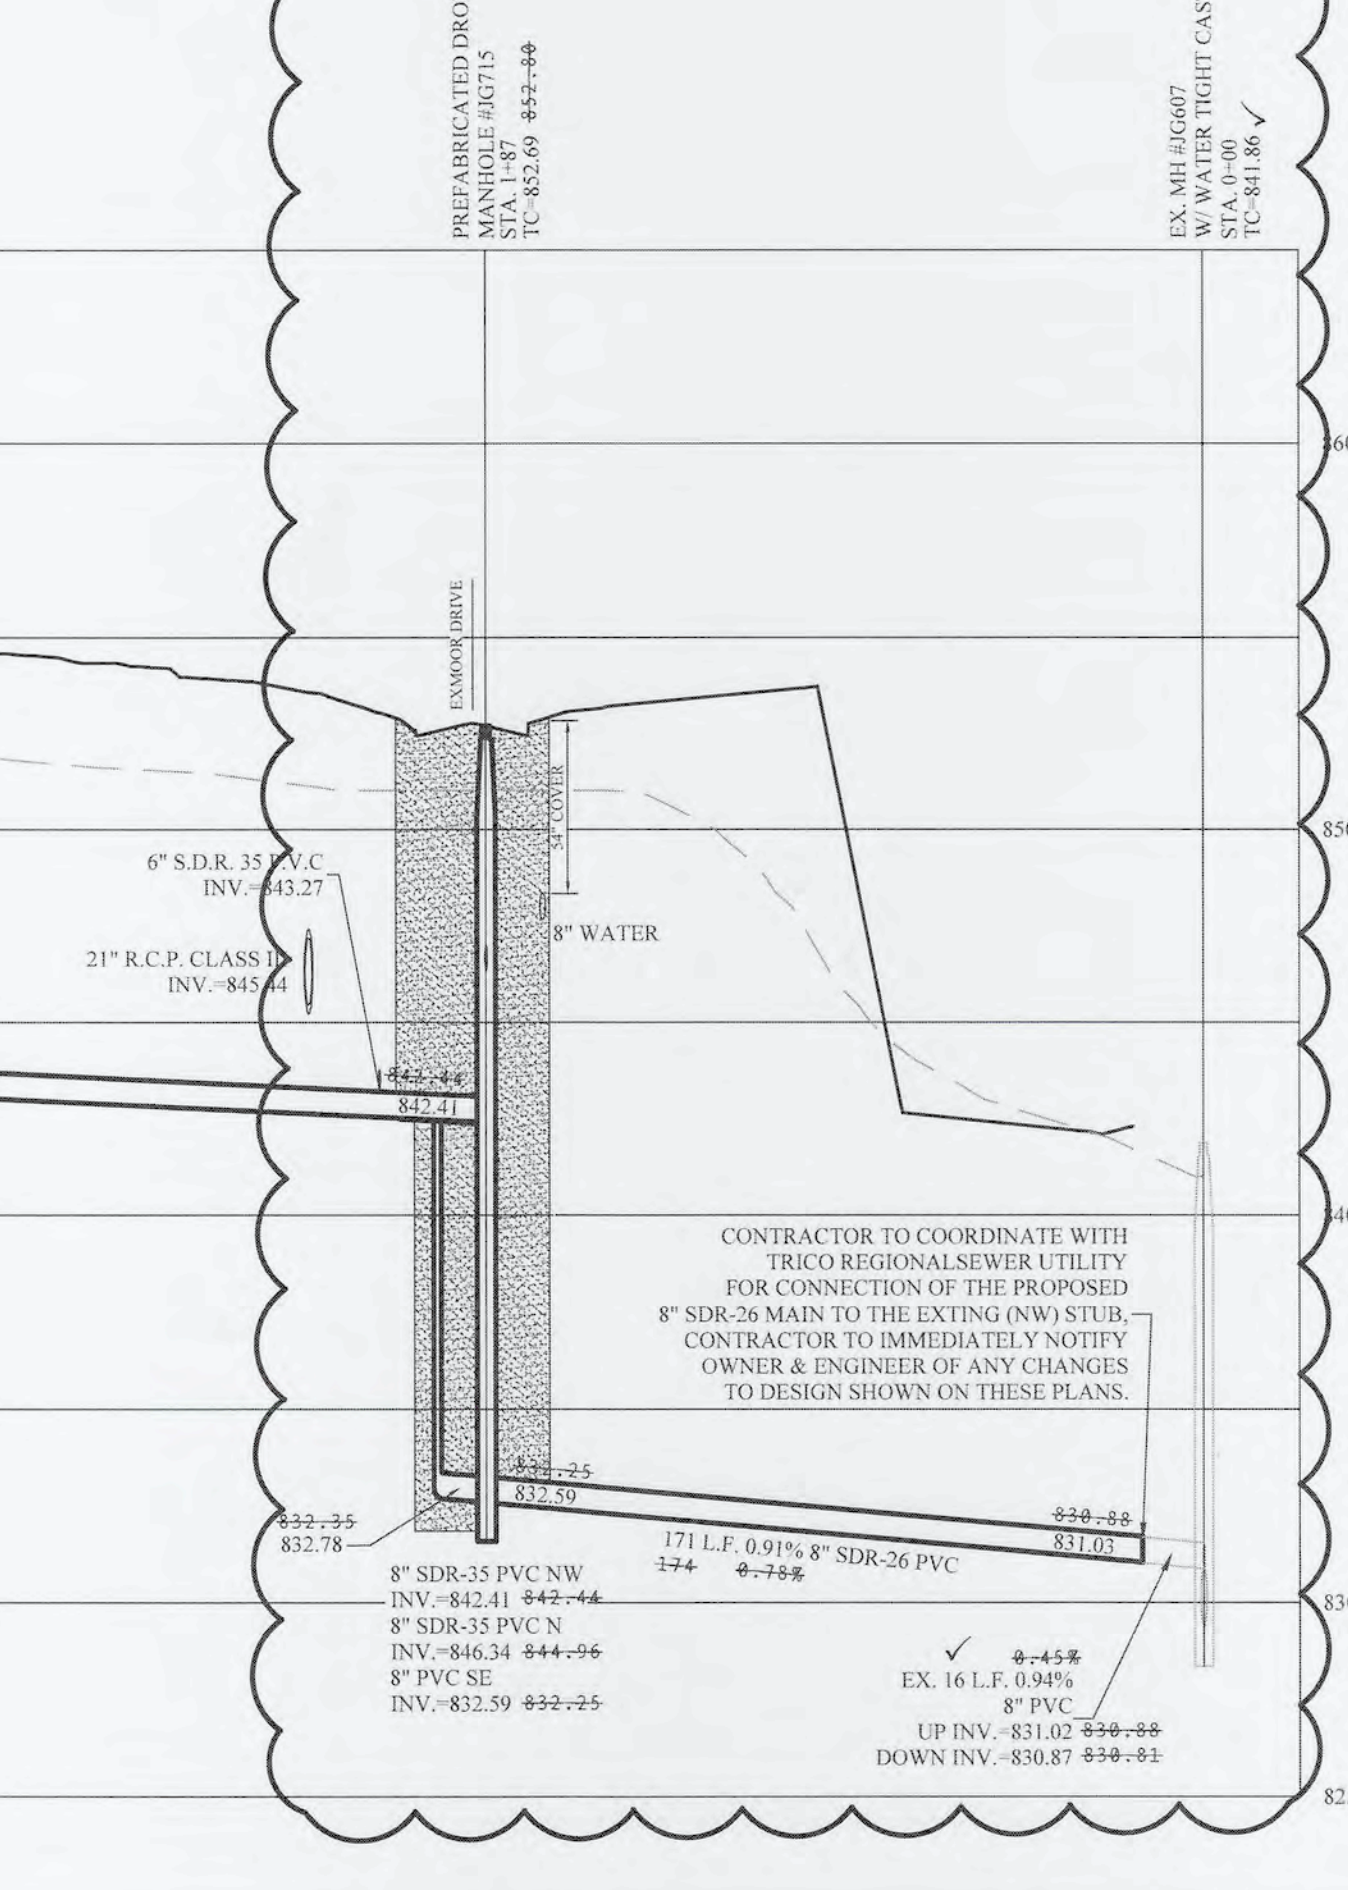 PREFABRICATED DRO
MANHOLE #JG715
STA. 1+87
TC=852.69 852.80
EX. MH #JG607
W/ WATER TIGHT CAS
STA. 0+00
TC=841.86 ✓
860
EXMOOR DRIVE
54" COVER
850
6" S.D.R. 35 P.V.C
INV.=843.27
8" WATER
21" R.C.P. CLASS III
INV.=845.44
842.44
842.41
840
CONTRACTOR TO COORDINATE WITH
TRICO REGIONALSEWER UTILITY
FOR CONNECTION OF THE PROPOSED
8" SDR-26 MAIN TO THE EXTING (NW) STUB,
CONTRACTOR TO IMMEDIATELY NOTIFY
OWNER & ENGINEER OF ANY CHANGES
TO DESIGN SHOWN ON THESE PLANS.
832.25
832.59
832.35
832.78
830.88
831.03
171 L.F. 0.91% 8" SDR-26 PVC
174 0.78%
8" SDR-35 PVC NW
INV.=842.41 842.44
8" SDR-35 PVC N
INV.=846.34 844.96
8" PVC SE
INV.=832.59 832.25
830
✓ 0.45%
EX. 16 L.F. 0.94%
8" PVC
UP INV.=831.02 830.88
DOWN INV.=830.87 830.81
82